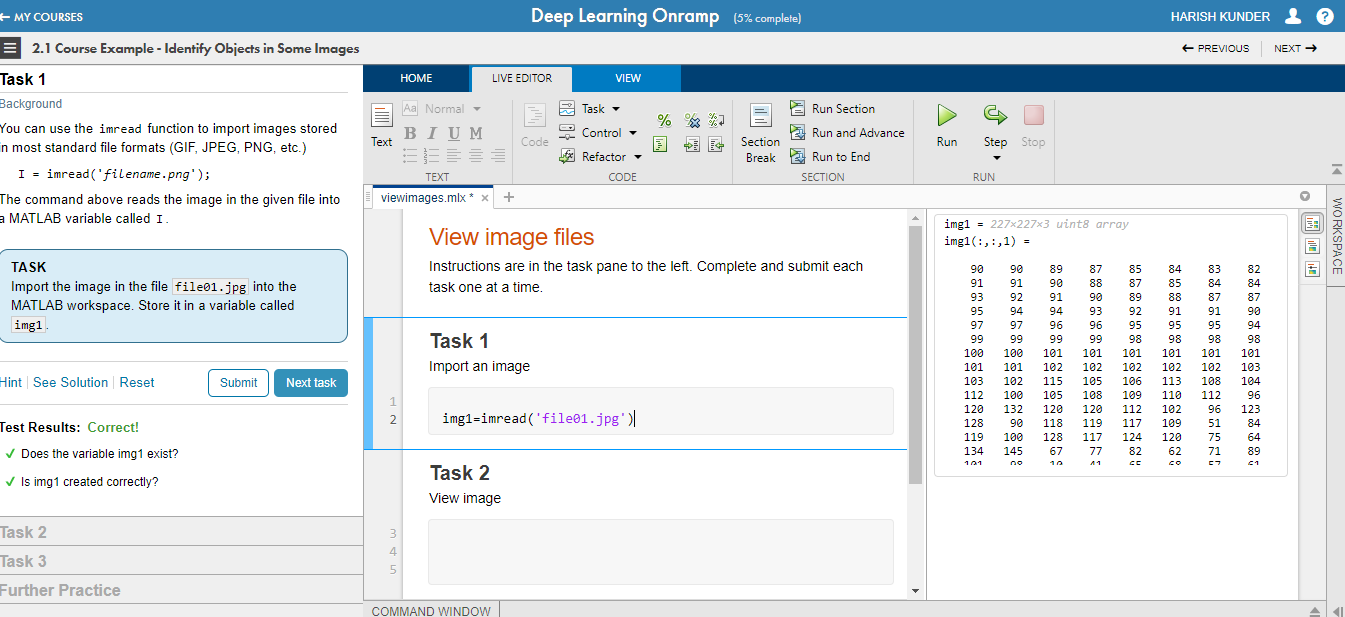 ← MY COURSES
Deep Learning Onramp (5% complete)
HARISH KUNDER
?
2.1 Course Example - Identify Objects in Some Images
← PREVIOUS
NEXT →
Task 1
Background
You can use the imread function to import images stored
in most standard file formats (GIF, JPEG, PNG, etc.)
I = imread('filename.png');
The command above reads the image in the given file into
a MATLAB variable called I.
TASK
Import the image in the file file01.jpg into the
MATLAB workspace. Store it in a variable called
img1.
Hint | See Solution | Reset
Submit
Next task
Test Results: Correct!
✓ Does the variable img1 exist?
✓ Is img1 created correctly?
Task 2
Task 3
Further Practice
HOME
LIVE EDITOR
VIEW
Text
Aa Normal
B I U M
TEXT
Code
Task
Control
Refactor
CODE
Section
Break
Run Section
Run and Advance
Run to End
SECTION
Run
Step
Stop
RUN
viewimages.mlx * × +
View image files
Instructions are in the task pane to the left. Complete and submit each
task one at a time.
Task 1
Import an image
1
2 img1=imread('file01.jpg')
Task 2
View image
3
4
5
COMMAND WINDOW
img1 = 227×227×3 uint8 array
img1(:,:,1) =
90 90 89 87 85 84 83 82
91 91 90 88 87 85 84 84
93 92 91 90 89 88 87 87
95 94 94 93 92 91 91 90
97 97 96 96 95 95 95 94
99 99 99 99 98 98 98 98
100 100 101 101 101 101 101 101
101 101 102 102 102 102 102 103
103 102 115 105 106 113 108 104
112 100 105 108 109 110 112 96
120 132 120 120 112 102 96 123
128 90 118 119 117 109 51 84
119 100 128 117 124 120 75 64
134 145 67 77 82 62 71 89
WORKSPACE